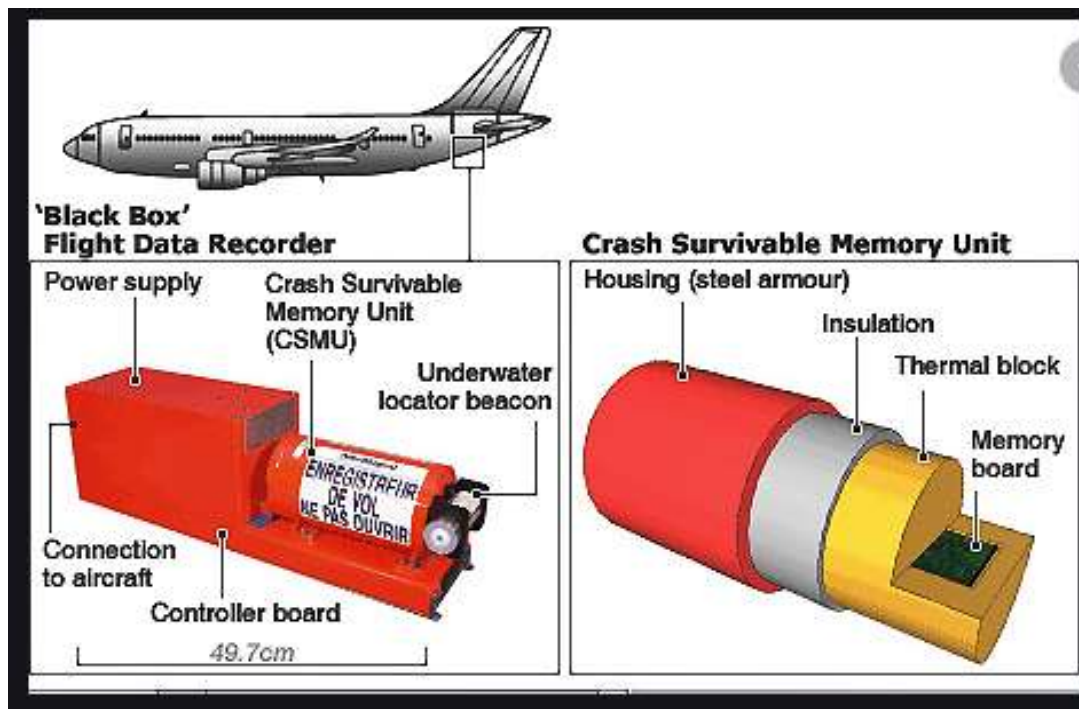 'Black Box'
Flight Data Recorder
Power supply
Crash Survivable
Memory Unit
(CSMU)
Underwater
locator beacon
ENREGISTREUR
DE VOL
NE PAS OUVRIR
Connection
to aircraft
Controller board
49.7cm
Crash Survivable Memory Unit
Housing (steel armour)
Insulation
Thermal block
Memory
board